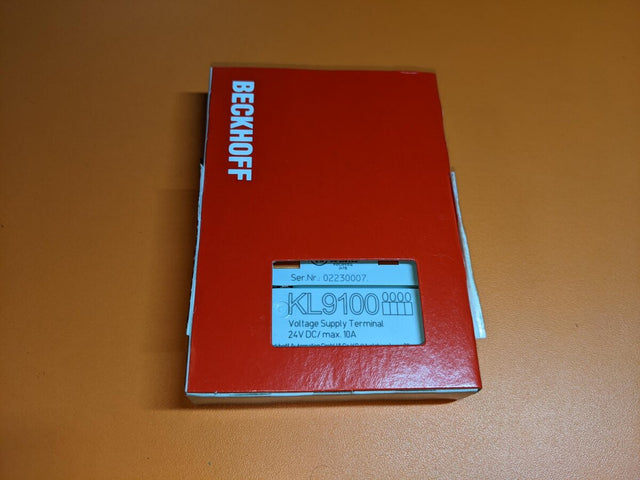 BECKHOFF
Ser.Nr.: 02230007.
KL9100
Voltage Supply Terminal
24V DC/ max. 10A